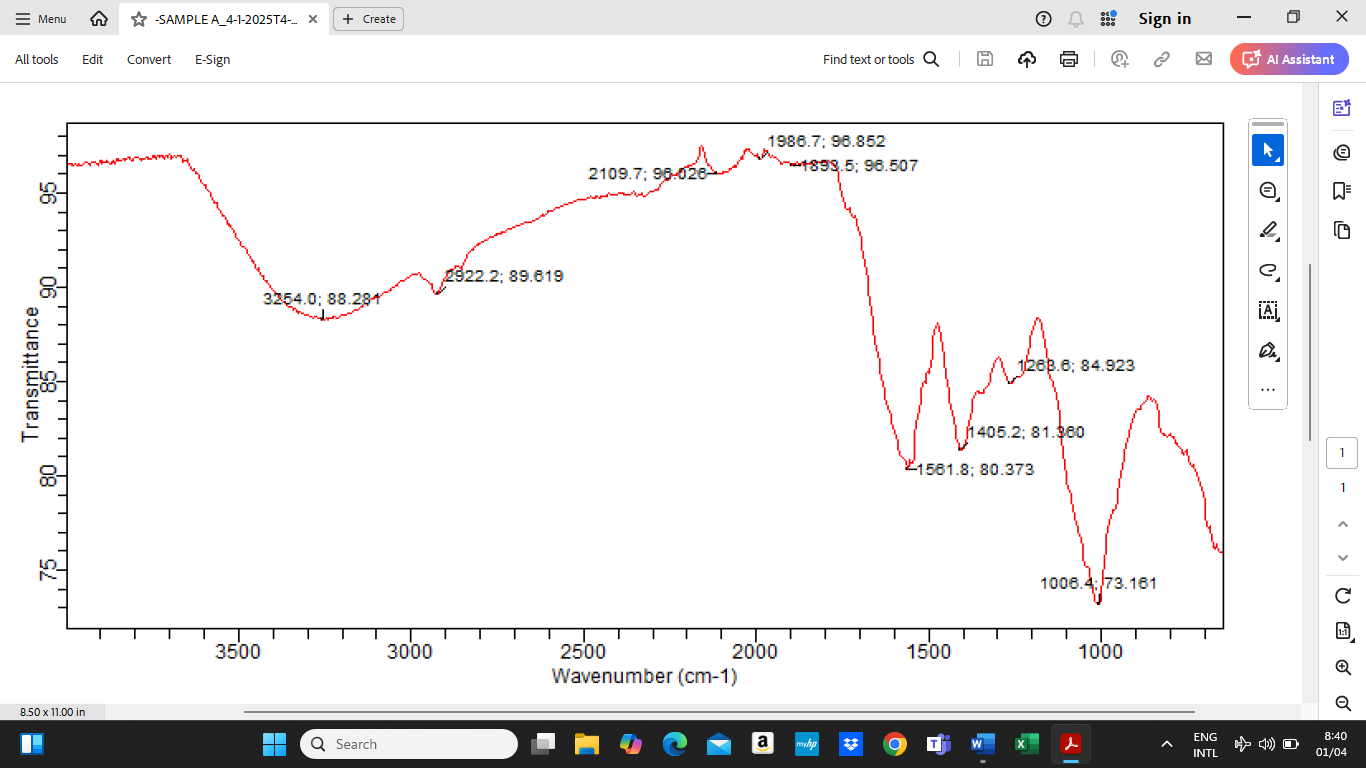 Menu
-SAMPLE A_4-1-2025T4-...
Create
Sign in
All tools
Edit
Convert
E-Sign
Find text or tools
AI Assistant
1986.7; 96.852
2109.7; 96.026
1893.5; 96.507
2922.2; 89.619
3254.0; 88.281
1263.6; 84.923
1405.2; 81.360
1561.8; 80.373
1006.4; 73.161
95
90
85
80
75
Transmittance
3500
3000
2500
2000
1500
1000
Wavenumber (cm-1)
A
1
1
1:1
8.50 x 11.00 in
Search
a
myhp
T
W
X
ENG
INTL
8:40
01/04